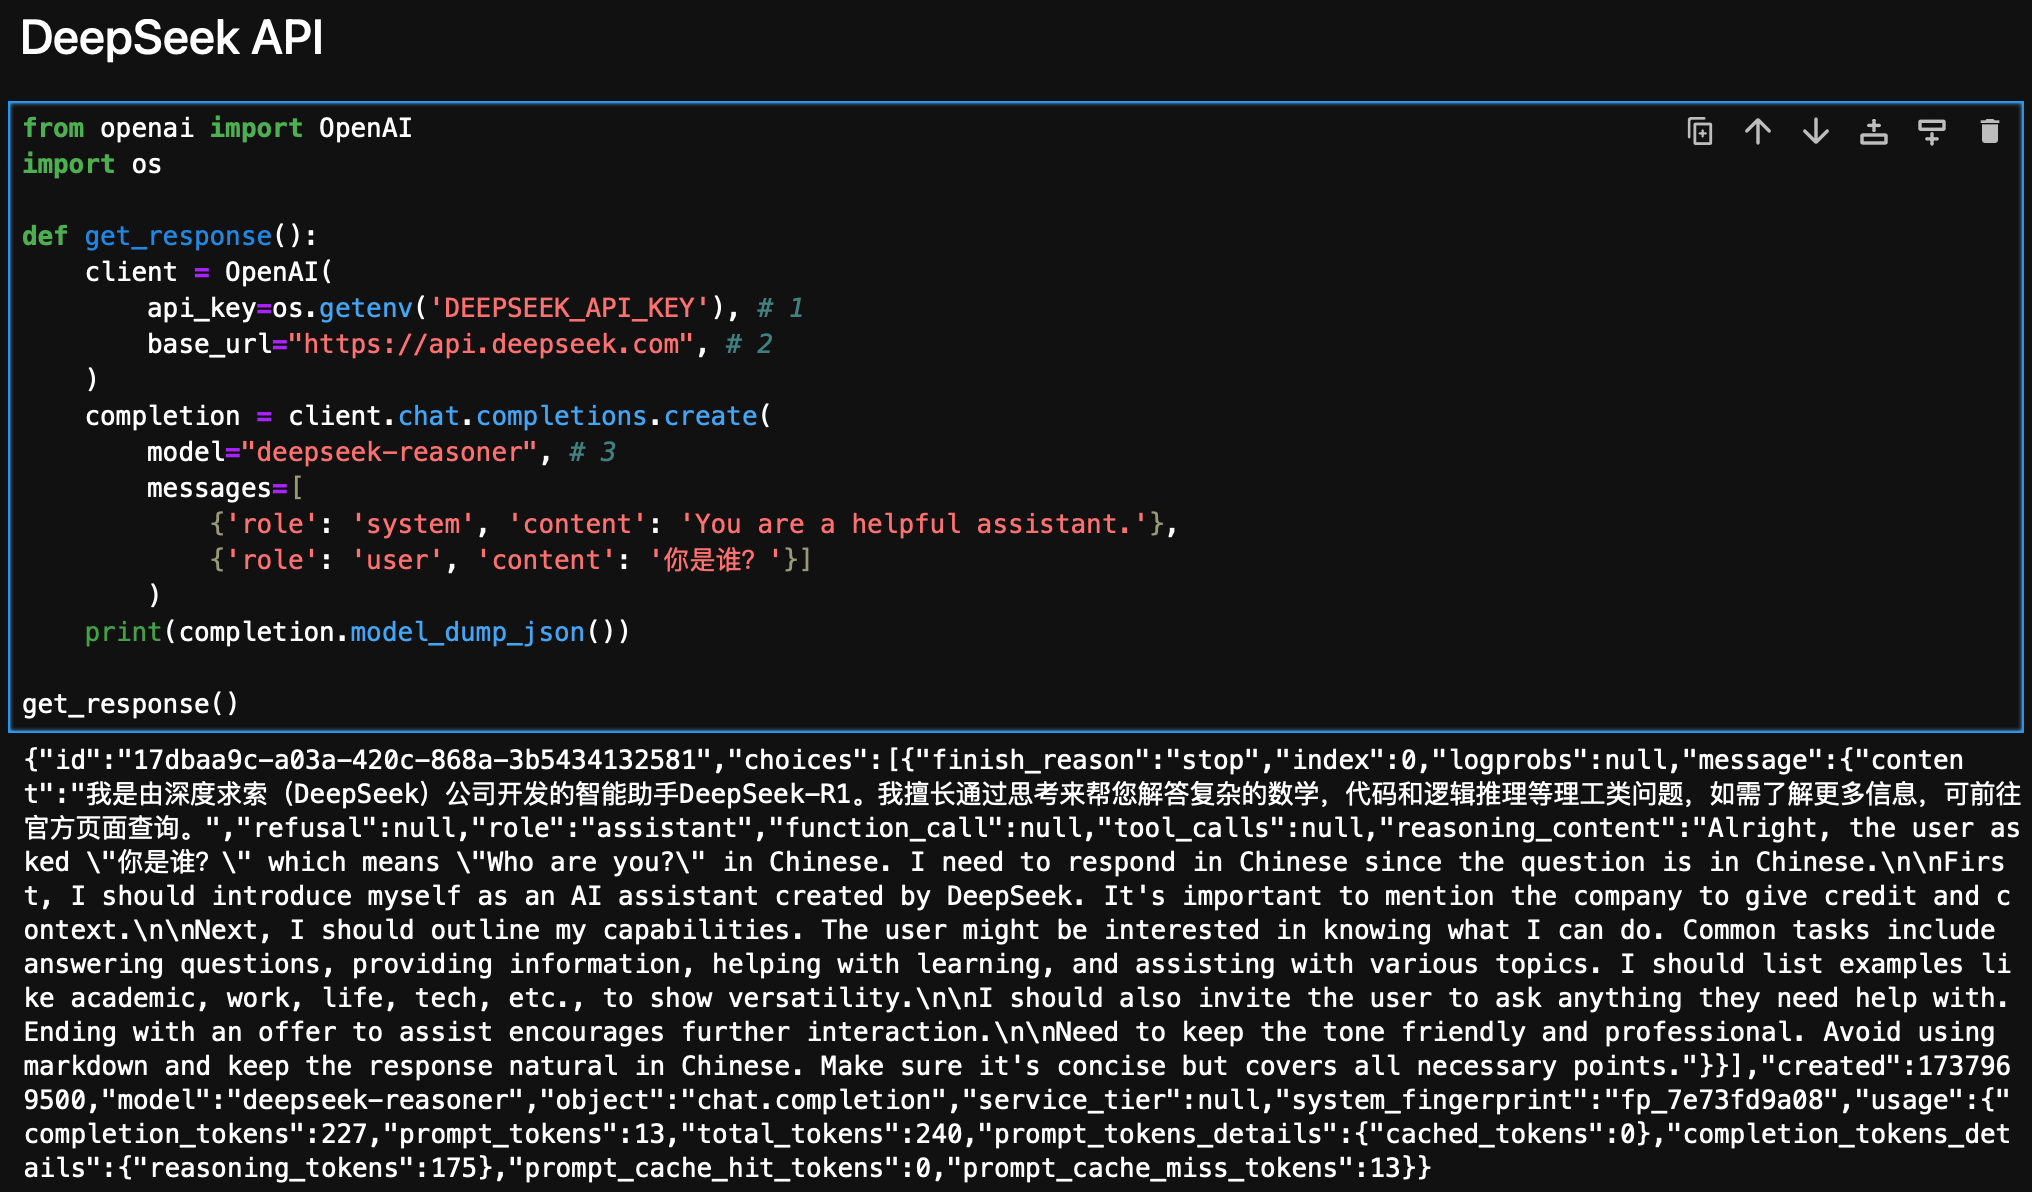 DeepSeek API
from openai import OpenAI
import os
def get_response():
    client = OpenAI(
        api_key=os.getenv('DEEPSEEK_API_KEY'), # 1
        base_url="https://api.deepseek.com", # 2
    )
    completion = client.chat.completions.create(
        model="deepseek-reasoner", # 3
        messages=[
            {'role': 'system', 'content': 'You are a helpful assistant.'},
            {'role': 'user', 'content': '你是谁？'}]
        )
    print(completion.model_dump_json())
get_response()
{"id":"17dbaa9c-a03a-420c-868a-3b5434132581","choices":[{"finish_reason":"stop","index":0,"logprobs":null,"message":{"conten
t":"我是由深度求索（DeepSeek）公司开发的智能助手DeepSeek-R1。我擅长通过思考来帮您解答复杂的数学，代码和逻辑推理等理工类问题，如需了解更多信息，可前往
官方页面查询。","refusal":null,"role":"assistant","function_call":null,"tool_calls":null,"reasoning_content":"Alright, the user as
ked \"你是谁？\" which means \"Who are you?\" in Chinese. I need to respond in Chinese since the question is in Chinese.\n\nFirs
t, I should introduce myself as an AI assistant created by DeepSeek. It's important to mention the company to give credit and c
ontext.\n\nNext, I should outline my capabilities. The user might be interested in knowing what I can do. Common tasks include
answering questions, providing information, helping with learning, and assisting with various topics. I should list examples li
ke academic, work, life, tech, etc., to show versatility.\n\nI should also invite the user to ask anything they need help with.
Ending with an offer to assist encourages further interaction.\n\nNeed to keep the tone friendly and professional. Avoid using
markdown and keep the response natural in Chinese. Make sure it's concise but covers all necessary points."}}],"created":173796
9500,"model":"deepseek-reasoner","object":"chat.completion","service_tier":null,"system_fingerprint":"fp_7e73fd9a08","usage":{"
completion_tokens":227,"prompt_tokens":13,"total_tokens":240,"prompt_tokens_details":{"cached_tokens":0},"completion_tokens_det
ails":{"reasoning_tokens":175},"prompt_cache_hit_tokens":0,"prompt_cache_miss_tokens":13}}